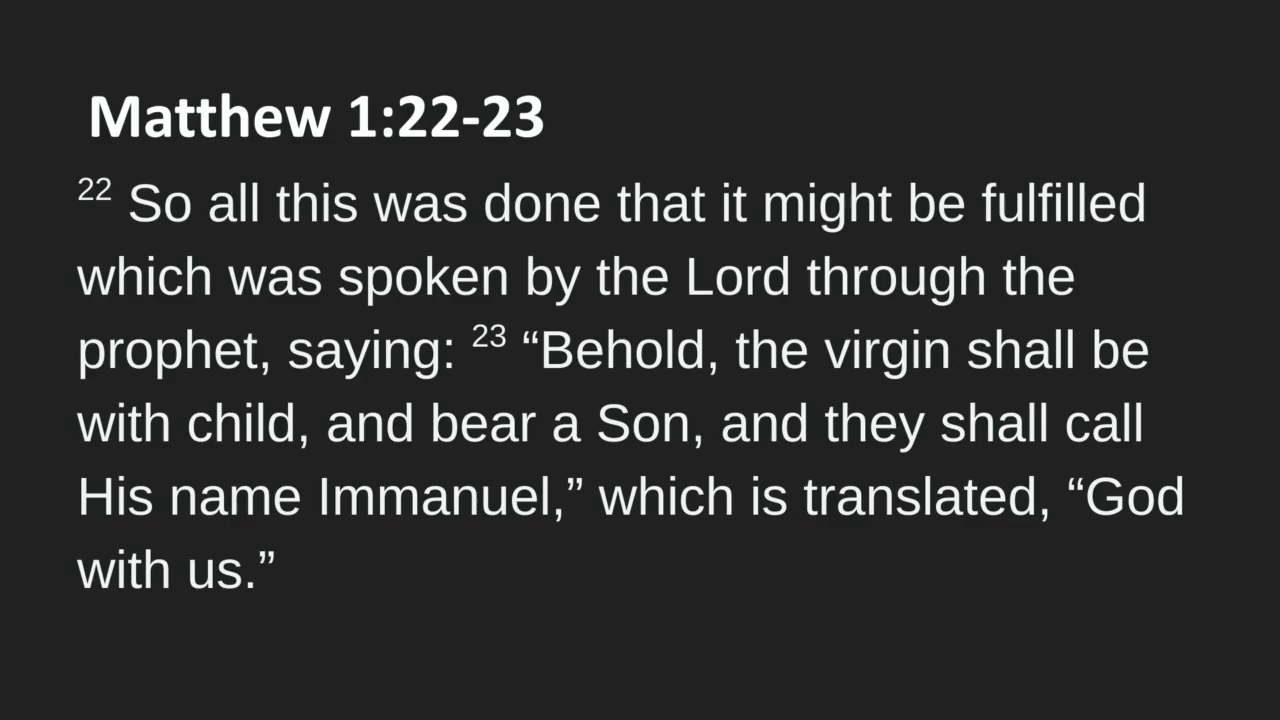 Matthew 1:22-23
22 So all this was done that it might be fulfilled
which was spoken by the Lord through the
prophet, saying: 23 “Behold, the virgin shall be
with child, and bear a Son, and they shall call
His name Immanuel,” which is translated, “God
with us.”